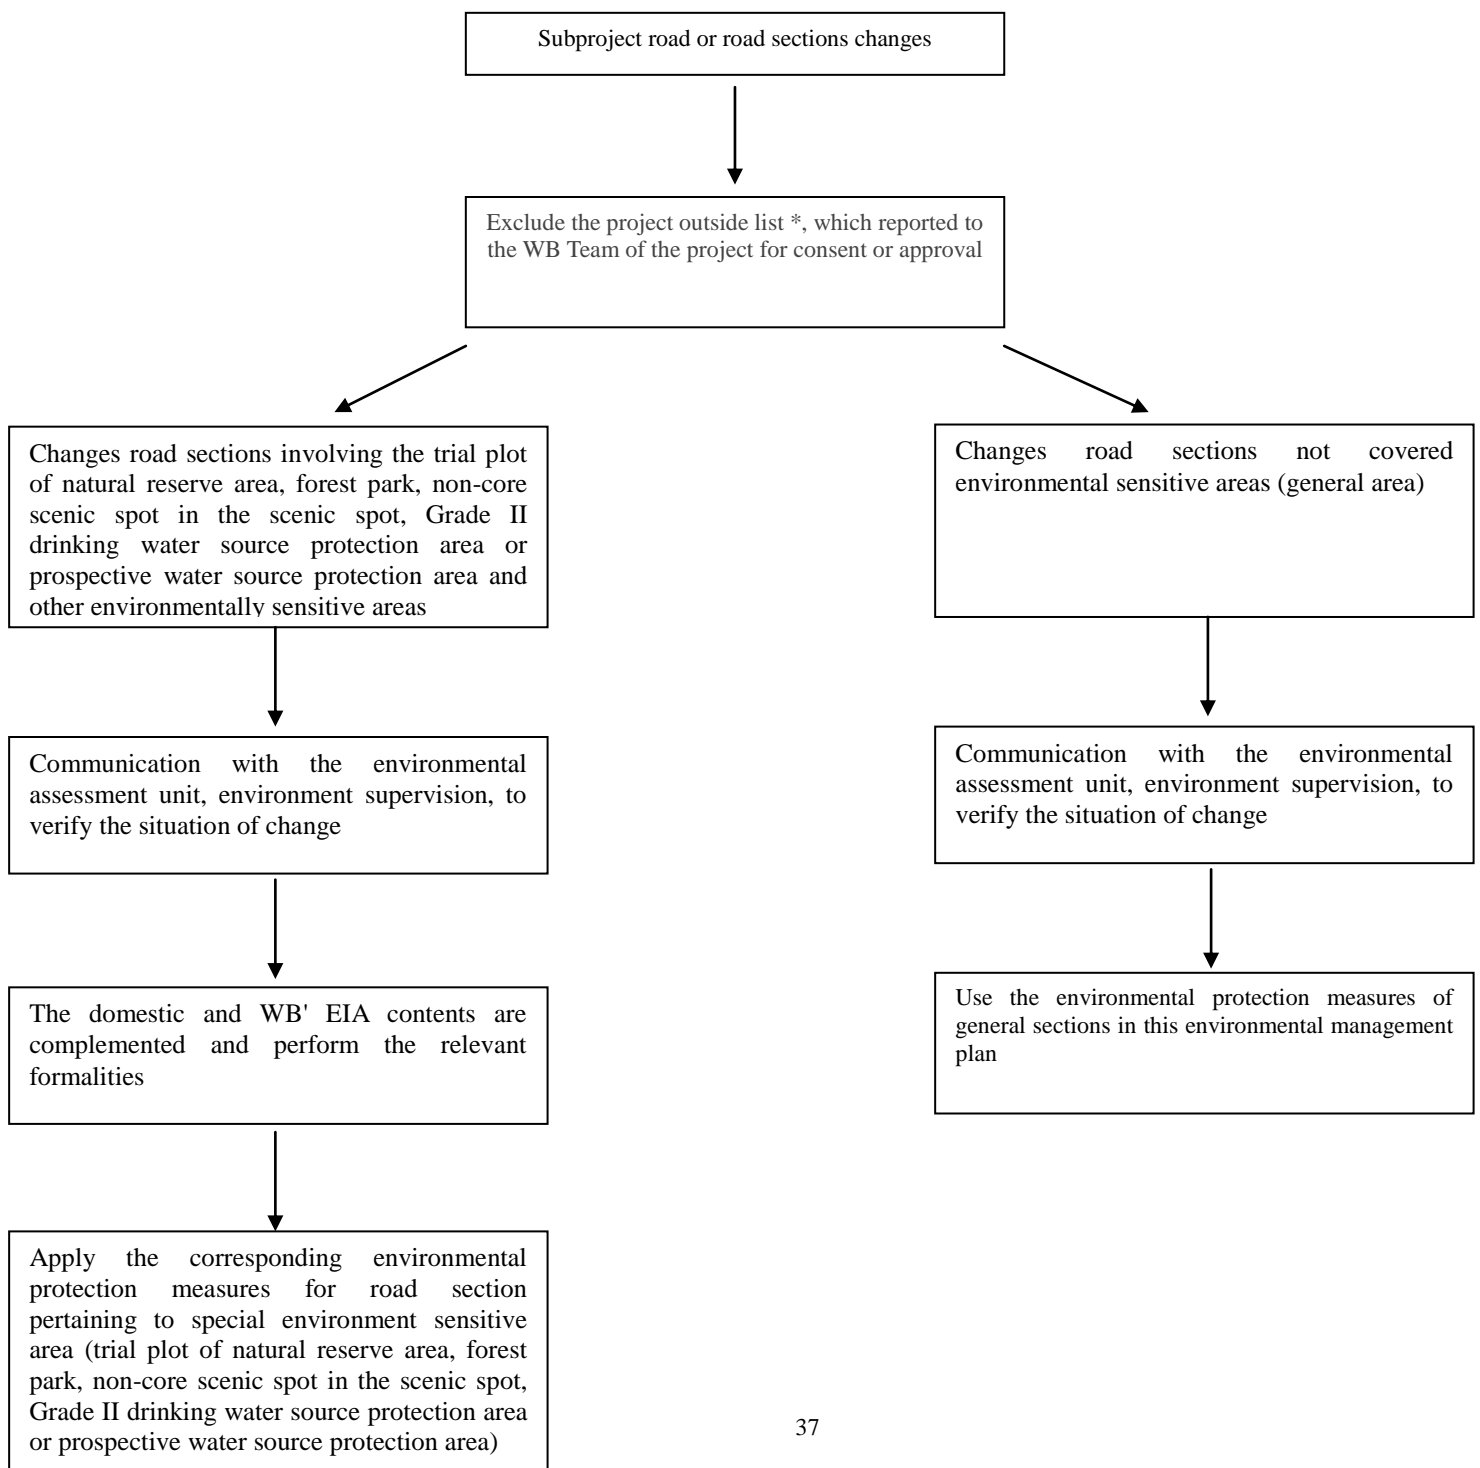 Subproject road or road sections changes
Exclude the project outside list *, which reported to
the WB Team of the project for consent or approval
Changes road sections involving the trial plot
of natural reserve area, forest park, non-core
scenic spot in the scenic spot, Grade II
drinking water source protection area or
prospective water source protection area and
other environmentally sensitive areas
Changes road sections not covered
environmental sensitive areas (general area)
Communication with the environmental
assessment unit, environment supervision, to
verify the situation of change
Communication with the environmental
assessment unit, environment supervision, to
verify the situation of change
The domestic and WB' EIA contents are
complemented and perform the relevant
formalities
Use the environmental protection measures of
general sections in this environmental management
plan
Apply the corresponding environmental
protection measures for road section
pertaining to special environment sensitive
area (trial plot of natural reserve area, forest
park, non-core scenic spot in the scenic spot,
Grade II drinking water source protection area
or prospective water source protection area)
37